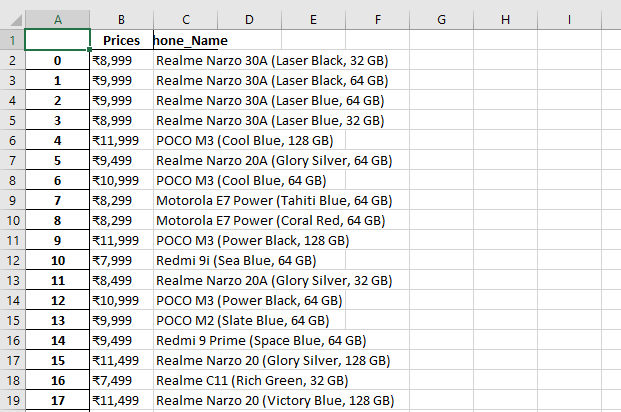 A B C D E F G H I
1 Prices hone_Name
2 0 ₹8,999 Realme Narzo 30A (Laser Black, 32 GB)
3 1 ₹9,999 Realme Narzo 30A (Laser Black, 64 GB)
4 2 ₹9,999 Realme Narzo 30A (Laser Blue, 64 GB)
5 3 ₹8,999 Realme Narzo 30A (Laser Blue, 32 GB)
6 4 ₹11,999 POCO M3 (Cool Blue, 128 GB)
7 5 ₹9,499 Realme Narzo 20A (Glory Silver, 64 GB)
8 6 ₹10,999 POCO M3 (Cool Blue, 64 GB)
9 7 ₹8,299 Motorola E7 Power (Tahiti Blue, 64 GB)
10 8 ₹8,299 Motorola E7 Power (Coral Red, 64 GB)
11 9 ₹11,999 POCO M3 (Power Black, 128 GB)
12 10 ₹7,999 Redmi 9i (Sea Blue, 64 GB)
13 11 ₹8,499 Realme Narzo 20A (Glory Silver, 32 GB)
14 12 ₹10,999 POCO M3 (Power Black, 64 GB)
15 13 ₹9,999 POCO M2 (Slate Blue, 64 GB)
16 14 ₹9,499 Redmi 9 Prime (Space Blue, 64 GB)
17 15 ₹11,499 Realme Narzo 20 (Glory Silver, 128 GB)
18 16 ₹7,499 Realme C11 (Rich Green, 32 GB)
19 17 ₹11,499 Realme Narzo 20 (Victory Blue, 128 GB)